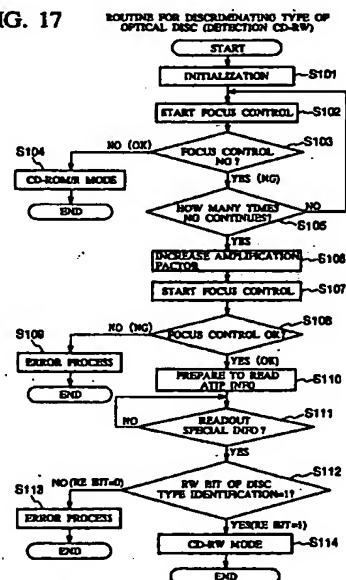 FIG. 17
ROUTINE FOR DISCRIMINATING TYPE OF
OPTICAL DISC (DETECTION CD-RW)
START
INITIALIZATION
S101
START FOCUS CONTROL
S102
S103
FOCUS CONTROL
NG?
NO (OK)
S104
CD-ROM/R MODE
END
YES (NG)
HOW MANY TIMES
NG CONTINUES?
NO
S105
YES
INCREASE AMPLIFICATION
FACTOR
S106
START FOCUS CONTROL
S107
S108
FOCUS CONTROL OK?
NO (NG)
S109
ERROR PROCESS
END
YES (OK)
PREPARE TO READ
ATIP INFO
S110
S111
READOUT
SPECIAL INFO?
NO
YES
S112
RW BIT OF DISC
TYPE IDENTIFICATION=1?
NO(RE BIT=0)
S113
ERROR PROCESS
END
YES(RE BIT=1)
CD-RW MODE
S114
END